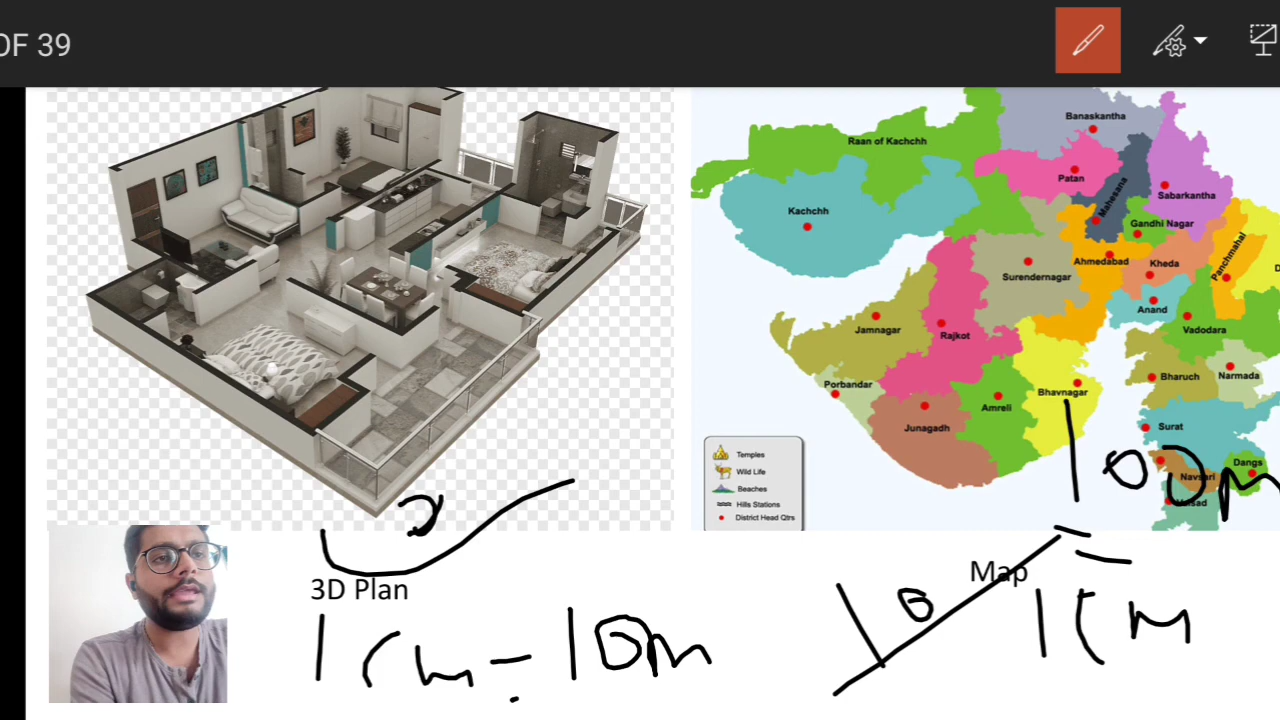 OF 39
Banaskantha
Raan of Kachchh
Patan
Mahesana
Sabarkantha
Kachchh
Gandhi Nagar
Ahmedabad
Kheda
Panchmahal
Surendernagar
Anand
Jamnagar
Rajkot
Vadodara
Porbandar
Bharuch
Narmada
Bhavnagar
Junagadh
Amreli
Surat
Dangs
Navsari
Temples
Wild Life
Beaches
Hills Stations
District Head Qtrs
100m
3D Plan
Map
1cm = 10m
10
1cm